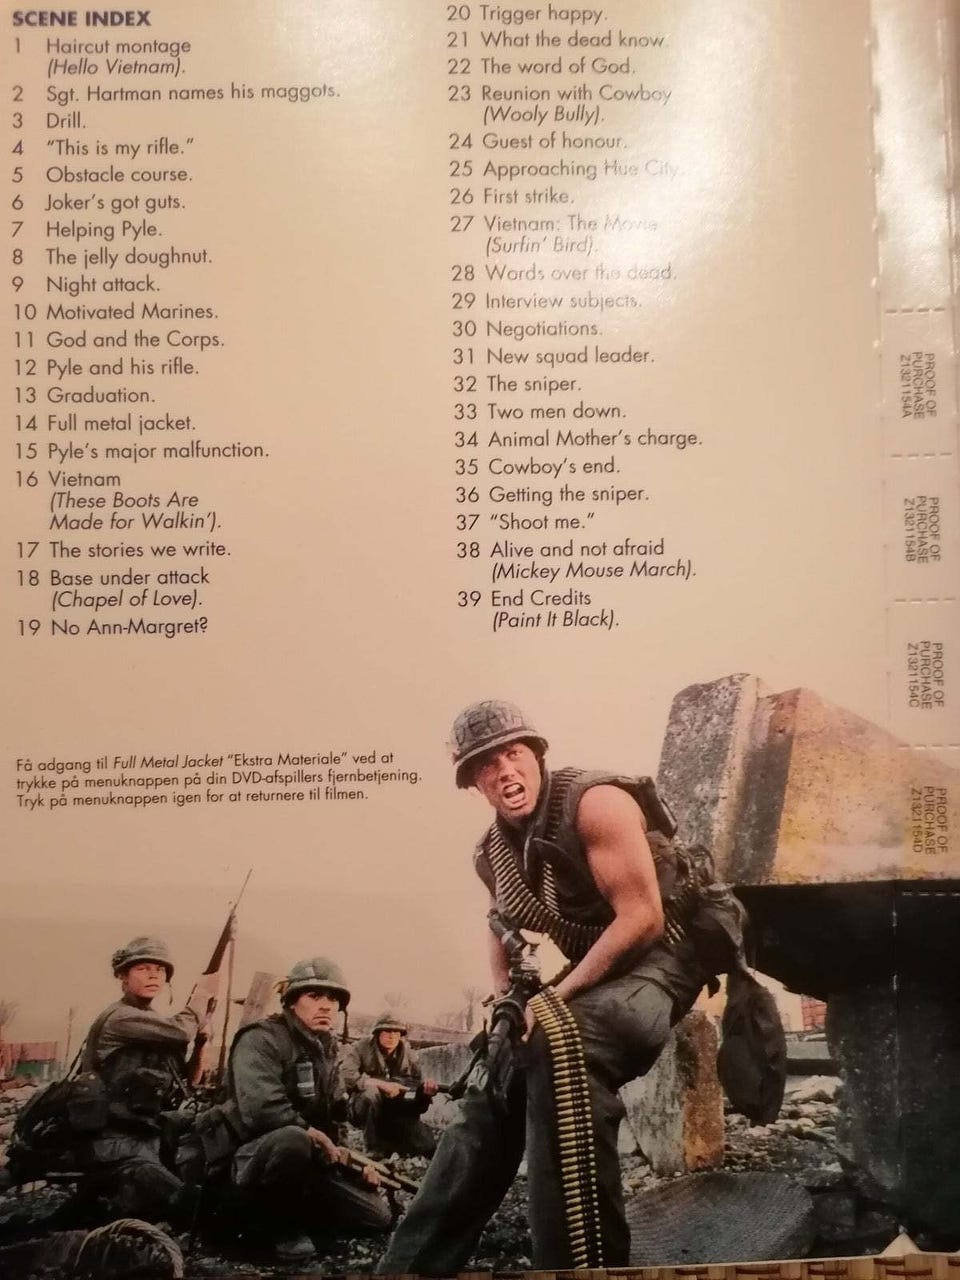 SCENE INDEX
1 Haircut montage
(Hello Vietnam).
2 Sgt. Hartman names his maggots.
3 Drill.
4 “This is my rifle.”
5 Obstacle course.
6 Joker’s got guts.
7 Helping Pyle.
8 The jelly doughnut.
9 Night attack.
10 Motivated Marines.
11 God and the Corps.
12 Pyle and his rifle.
13 Graduation.
14 Full metal jacket.
15 Pyle’s major malfunction.
16 Vietnam
(These Boots Are
Made for Walkin’).
17 The stories we write.
18 Base under attack
(Chapel of Love).
19 No Ann-Margret?
20 Trigger happy.
21 What the dead know.
22 The word of God.
23 Reunion with Cowboy
(Wooly Bully).
24 Guest of honour.
25 Approaching Hue City.
26 First strike.
27 Vietnam: The Movie
(Surfin’ Bird).
28 Words over the dead.
29 Interview subjects.
30 Negotiations.
31 New squad leader.
32 The sniper.
33 Two men down.
34 Animal Mother’s charge.
35 Cowboy’s end.
36 Getting the sniper.
37 “Shoot me.”
38 Alive and not afraid
(Mickey Mouse March).
39 End Credits
(Paint It Black).
Få adgang til Full Metal Jacket “Ekstra Materiale” ved at
trykke på menuknappen på din DVD-afspillers fjernbetjening.
Tryk på menuknappen igen for at returnere til filmen.
PROOF OF
PURCHASE
Z1321154A
PROOF OF
PURCHASE
Z1321154B
PROOF OF
PURCHASE
Z1321154C
PROOF OF
PURCHASE
Z1321154D